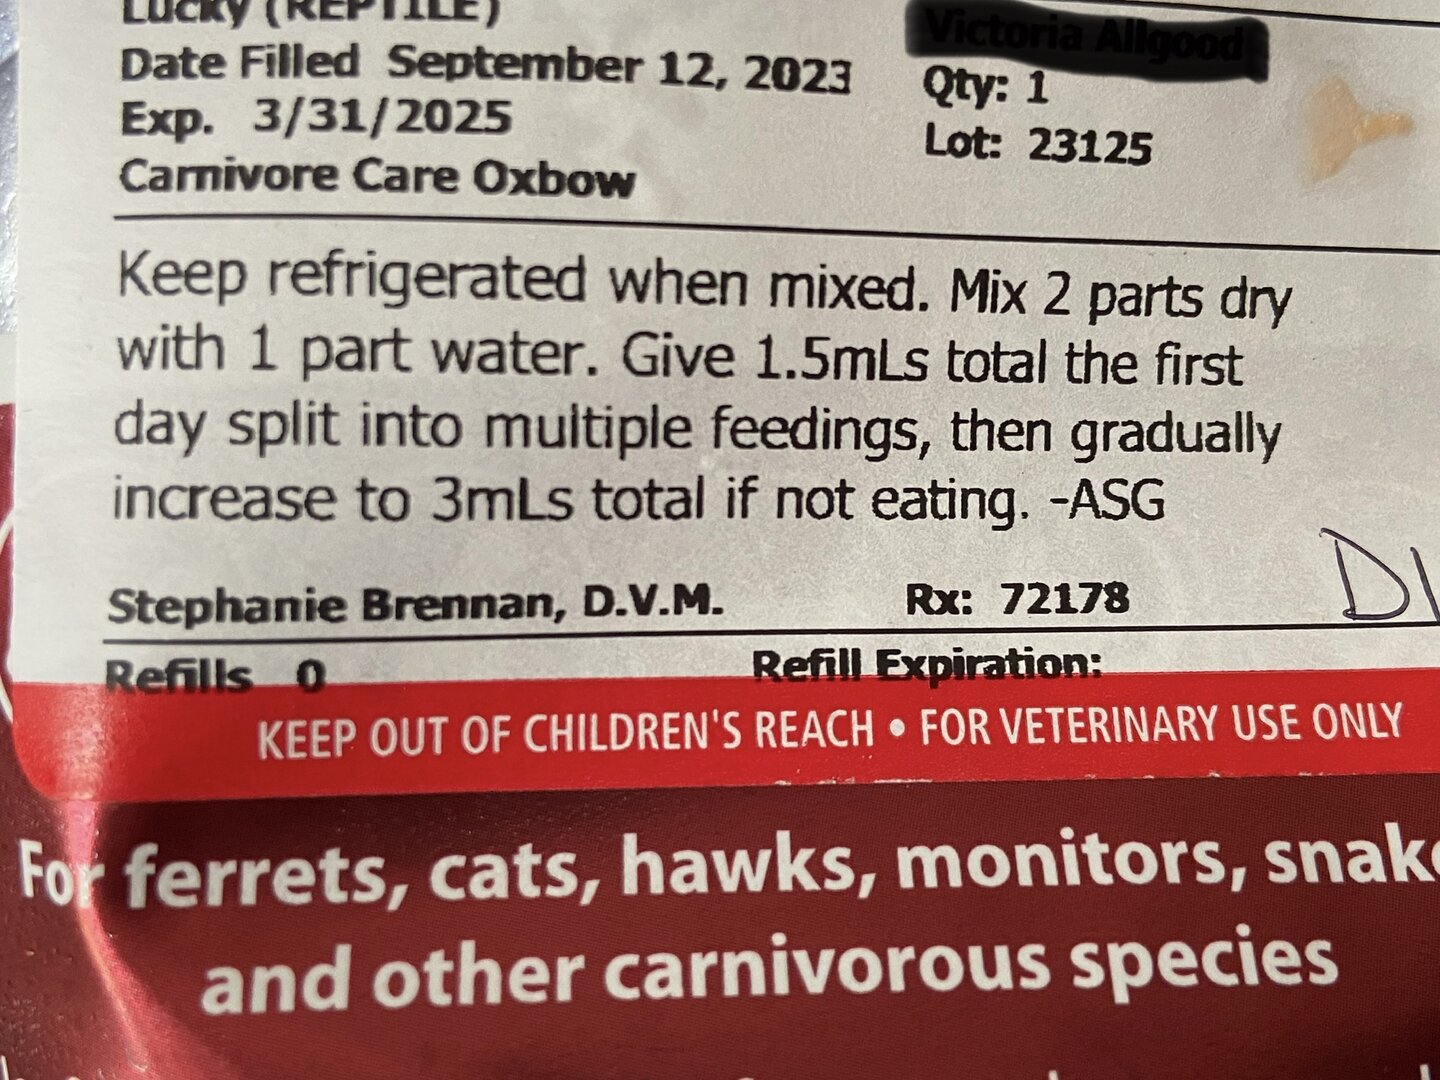 Lucky (REPTILE)
Date Filled September 12, 2023
Qty: 1
Exp. 3/31/2025
Lot: 23125
Carnivore Care Oxbow
Keep refrigerated when mixed. Mix 2 parts dry
with 1 part water. Give 1.5mLs total the first
day split into multiple feedings, then gradually
increase to 3mLs total if not eating. -ASG
Stephanie Brennan, D.V.M. Rx: 72178
Refills 0 Refill Expiration:
KEEP OUT OF CHILDREN'S REACH • FOR VETERINARY USE ONLY
For ferrets, cats, hawks, monitors, snake
and other carnivorous species